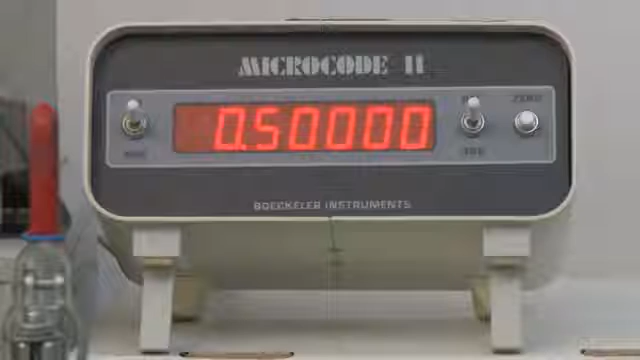 MICROCODE II
0.50000
ZERO
BOECKELER INSTRUMENTS